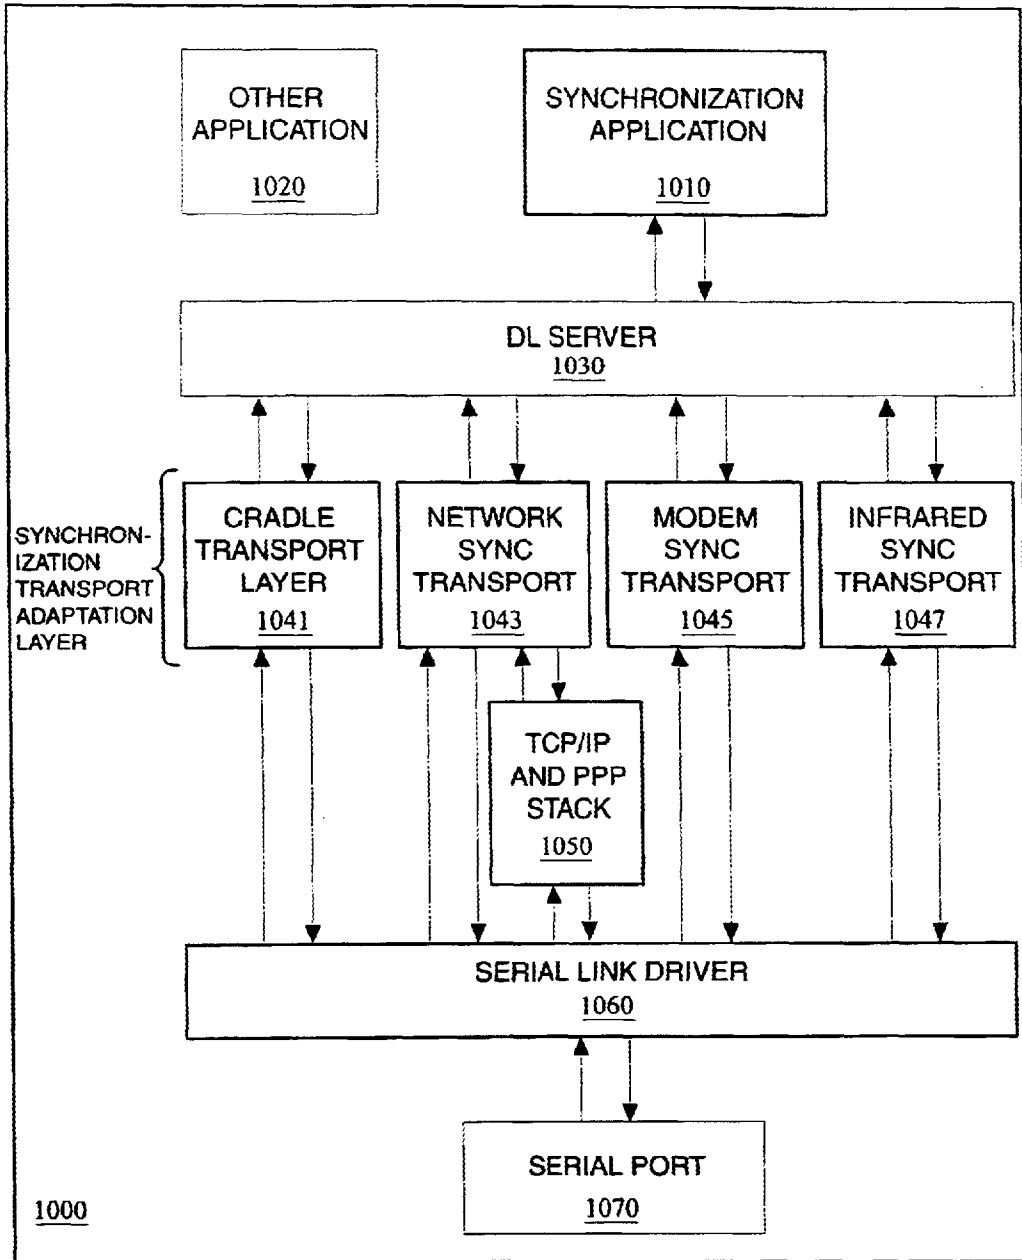 OTHER
APPLICATION
1020
SYNCHRONIZATION
APPLICATION
1010
DL SERVER
1030
SYNCHRON-
IZATION
TRANSPORT
ADAPTATION
LAYER
CRADLE
TRANSPORT
LAYER
1041
NETWORK
SYNC
TRANSPORT
1043
MODEM
SYNC
TRANSPORT
1045
INFRARED
SYNC
TRANSPORT
1047
TCP/IP
AND PPP
STACK
1050
SERIAL LINK DRIVER
1060
SERIAL PORT
1070
1000